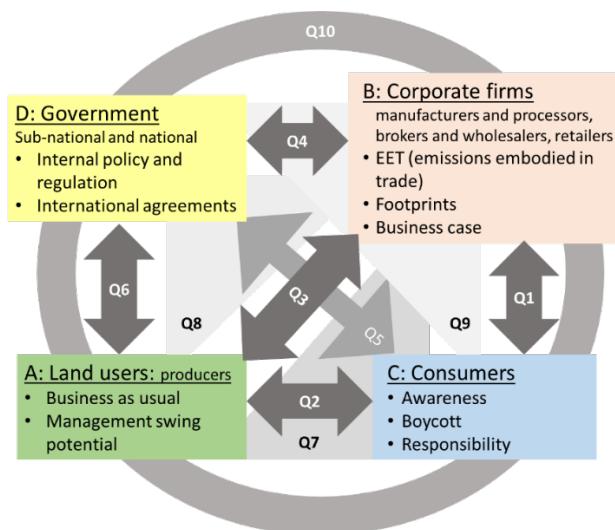 Q10
D: Government
Sub-national and national
• Internal policy and
regulation
• International agreements
Q4
B: Corporate firms
manufacturers and processors,
brokers and wholesalers, retailers
• EET (emissions embodied in
trade)
• Footprints
• Business case
Q6
Q8
Q3
Q5
Q9
Q1
A: Land users: producers
• Business as usual
• Management swing
potential
Q2
Q7
C: Consumers
• Awareness
• Boycott
• Responsibility